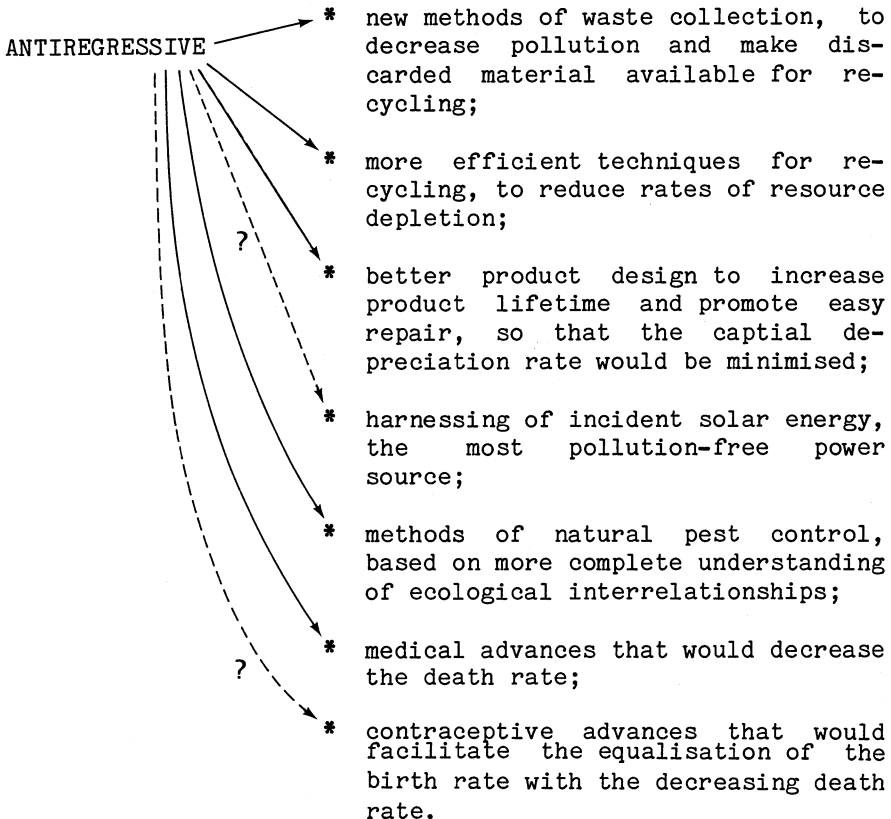 * new methods of waste collection, to
ANTIREGRESSIVE
decrease pollution and make dis-
carded material available for re-
cycling;
* more efficient techniques for re-
cycling, to reduce rates of resource
depletion;
?
* better product design to increase
product lifetime and promote easy
repair, so that the captial de-
preciation rate would be minimised;
* harnessing of incident solar energy,
the most pollution-free power
source;
* methods of natural pest control,
based on more complete understanding
of ecological interrelationships;
* medical advances that would decrease
the death rate;
?
* contraceptive advances that would
facilitate the equalisation of the
birth rate with the decreasing death
rate.